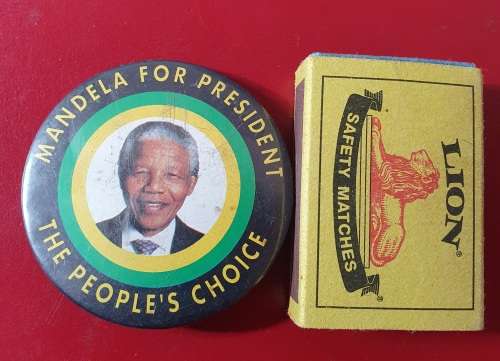 MANDELA FOR PRESIDENT
THE PEOPLE'S CHOICE
LION®
SAFETY MATCHES